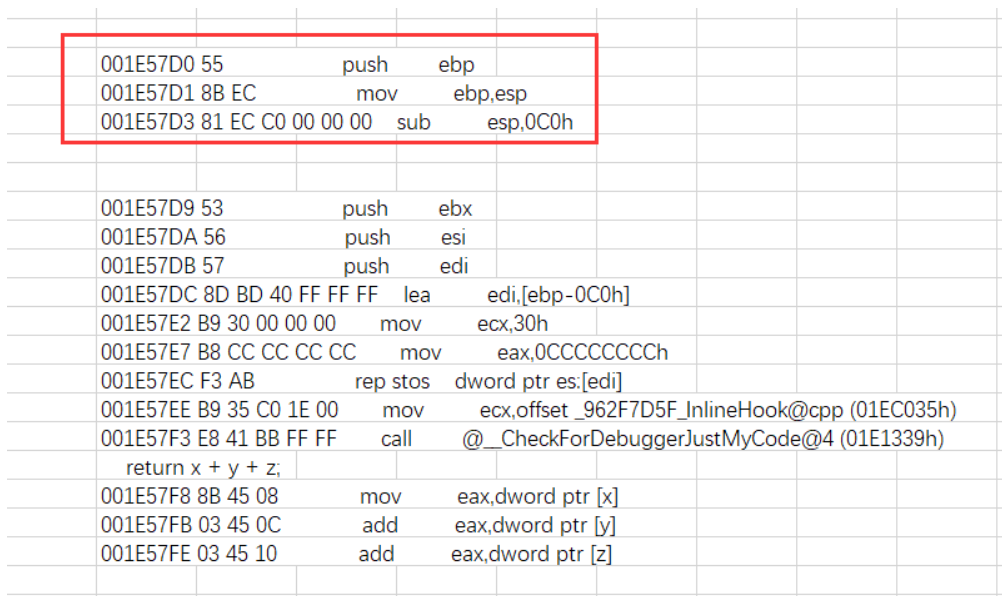 001E57D0 55 push ebp
001E57D1 8B EC mov ebp,esp
001E57D3 81 EC C0 00 00 00 sub esp,0C0h
001E57D9 53 push ebx
001E57DA 56 push esi
001E57DB 57 push edi
001E57DC 8D BD 40 FF FF FF lea edi,[ebp-0C0h]
001E57E2 B9 30 00 00 00 mov ecx,30h
001E57E7 B8 CC CC CC CC mov eax,0CCCCCCCCh
001E57EC F3 AB rep stos dword ptr es:[edi]
001E57EE B9 35 C0 1E 00 mov ecx,offset _962F7D5F_InlineHook@cpp (01EC035h)
001E57F3 E8 41 BB FF FF call @__CheckForDebuggerJustMyCode@4 (01E1339h)
return x + y + z;
001E57F8 8B 45 08 mov eax,dword ptr [x]
001E57FB 03 45 0C add eax,dword ptr [y]
001E57FE 03 45 10 add eax,dword ptr [z]